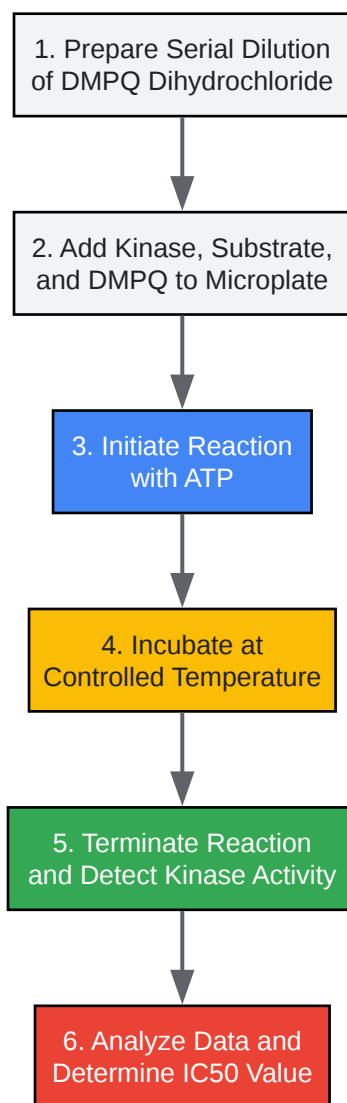 1. Prepare Serial Dilution
of DMPQ Dihydrochloride
2. Add Kinase, Substrate,
and DMPQ to Microplate
3. Initiate Reaction
with ATP
4. Incubate at
Controlled Temperature
5. Terminate Reaction
and Detect Kinase Activity
6. Analyze Data and
Determine IC50 Value